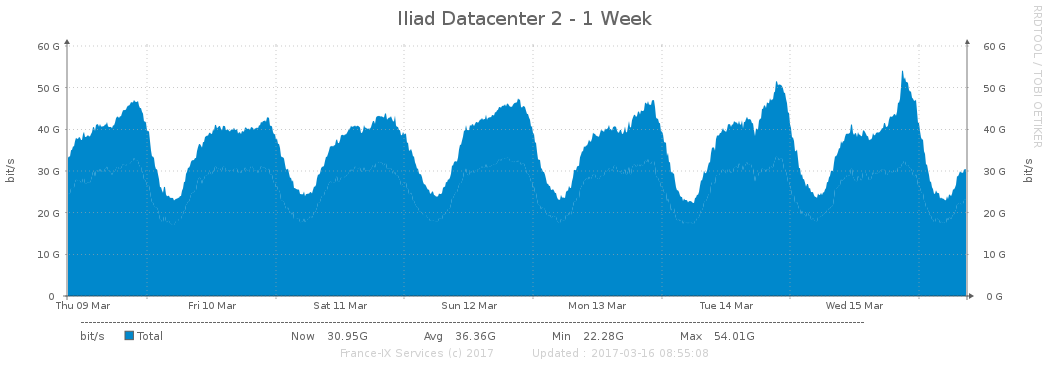 Iliad Datacenter 2 - 1 Week
RRDTOOL / TOBI OETIKER
60 G 60 G
50 G 50 G
40 G 40 G
30 G 30 G
20 G 20 G
10 G 10 G
0 0 G
bit/s
bit/s
Thu 09 Mar Fri 10 Mar Sat 11 Mar Sun 12 Mar Mon 13 Mar Tue 14 Mar Wed 15 Mar
bit/s Total Now 30.95G Avg 36.36G Min 22.28G Max 54.01G
France-IX Services (c) 2017 Updated : 2017-03-16 08:55:08